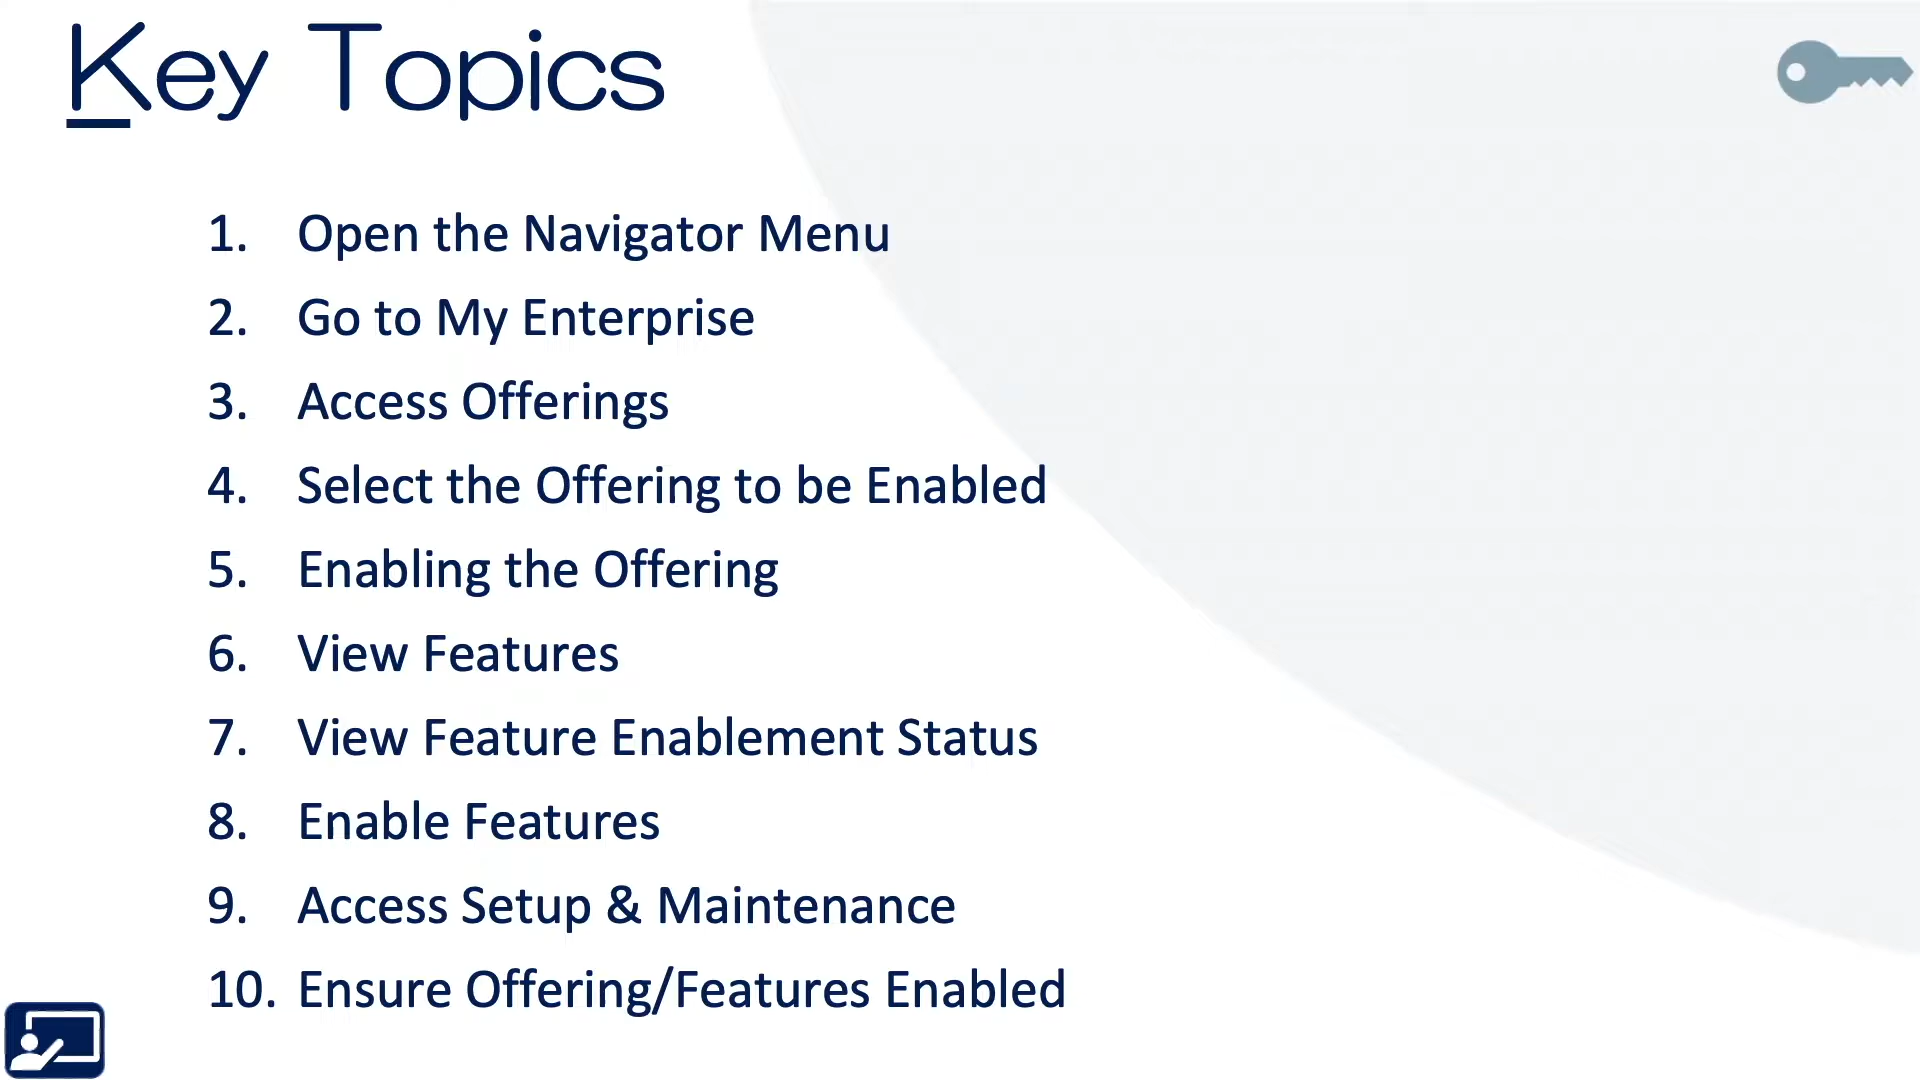 Key Topics
1. Open the Navigator Menu
2. Go to My Enterprise
3. Access Offerings
4. Select the Offering to be Enabled
5. Enabling the Offering
6. View Features
7. View Feature Enablement Status
8. Enable Features
9. Access Setup & Maintenance
10. Ensure Offering/Features Enabled